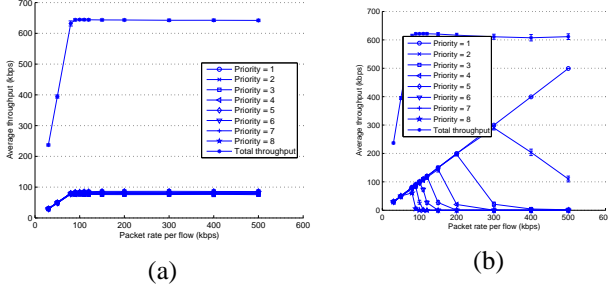 700
600
500
400
300
200
100
0
0
100
200
300
400
500
600
Average throughput (kbps)
Packet rate per flow (kbps)
Priority = 1
Priority = 2
Priority = 3
Priority = 4
Priority = 5
Priority = 6
Priority = 7
Priority = 8
Total throughput
(a)
700
600
500
400
300
200
100
0
0
100
200
300
400
500
600
Average throughput (kbps)
Packet rate per flow (kbps)
Priority = 1
Priority = 2
Priority = 3
Priority = 4
Priority = 5
Priority = 6
Priority = 7
Priority = 8
Total throughput
(b)